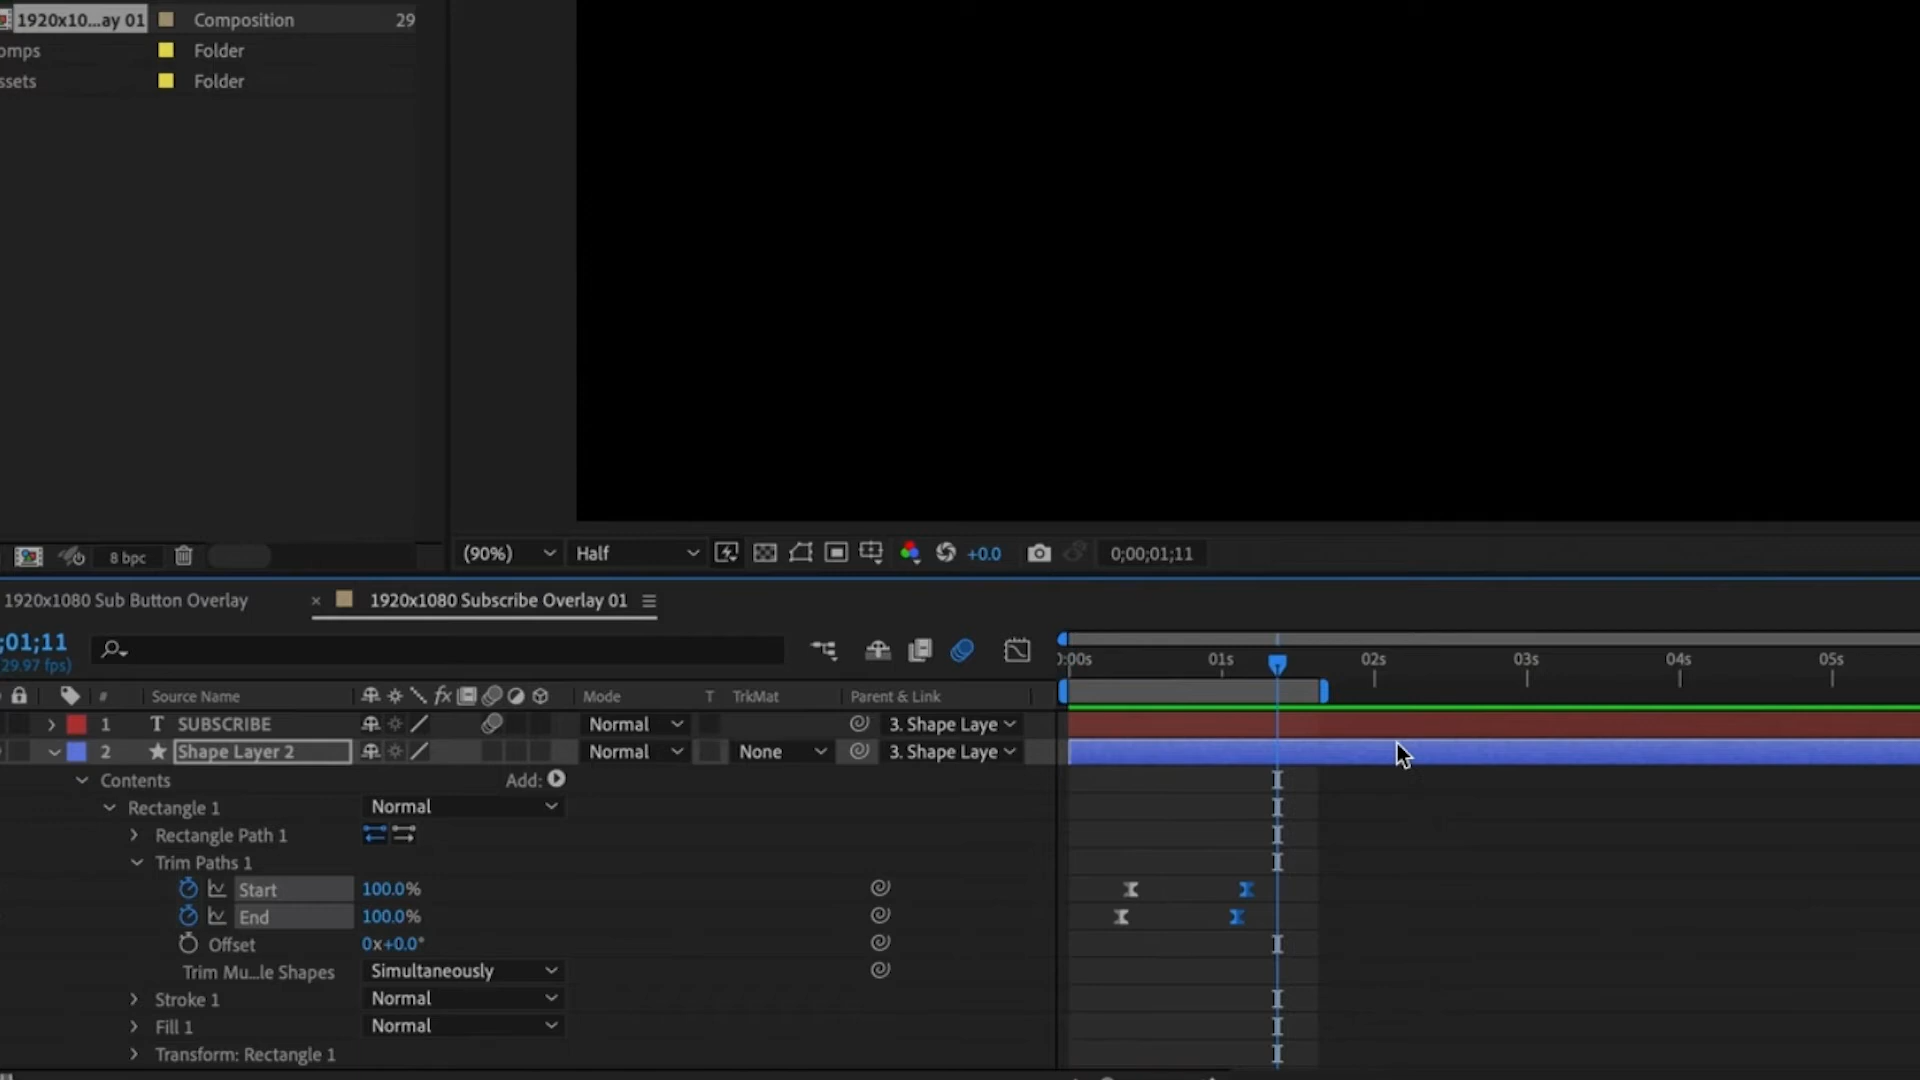 1920x10...ay 01 Composition 29
omps Folder
ssets Folder
8 bpc (90%) Half +0.0 0;00;01;11
1920x1080 Sub Button Overlay × 1920x1080 Subscribe Overlay 01
;01;11
29.97 fps)
0:00s 01s 02s 03s 04s 05s
# Source Name fx Mode T TrkMat Parent & Link
1 T SUBSCRIBE Normal 3. Shape Laye
2 Shape Layer 2 Normal None 3. Shape Laye
Contents Add:
Rectangle 1 Normal
Rectangle Path 1
Trim Paths 1
Start 100.0%
End 100.0%
Offset 0x+0.0°
Trim Mu...le Shapes Simultaneously
Stroke 1 Normal
Fill 1 Normal
Transform: Rectangle 1